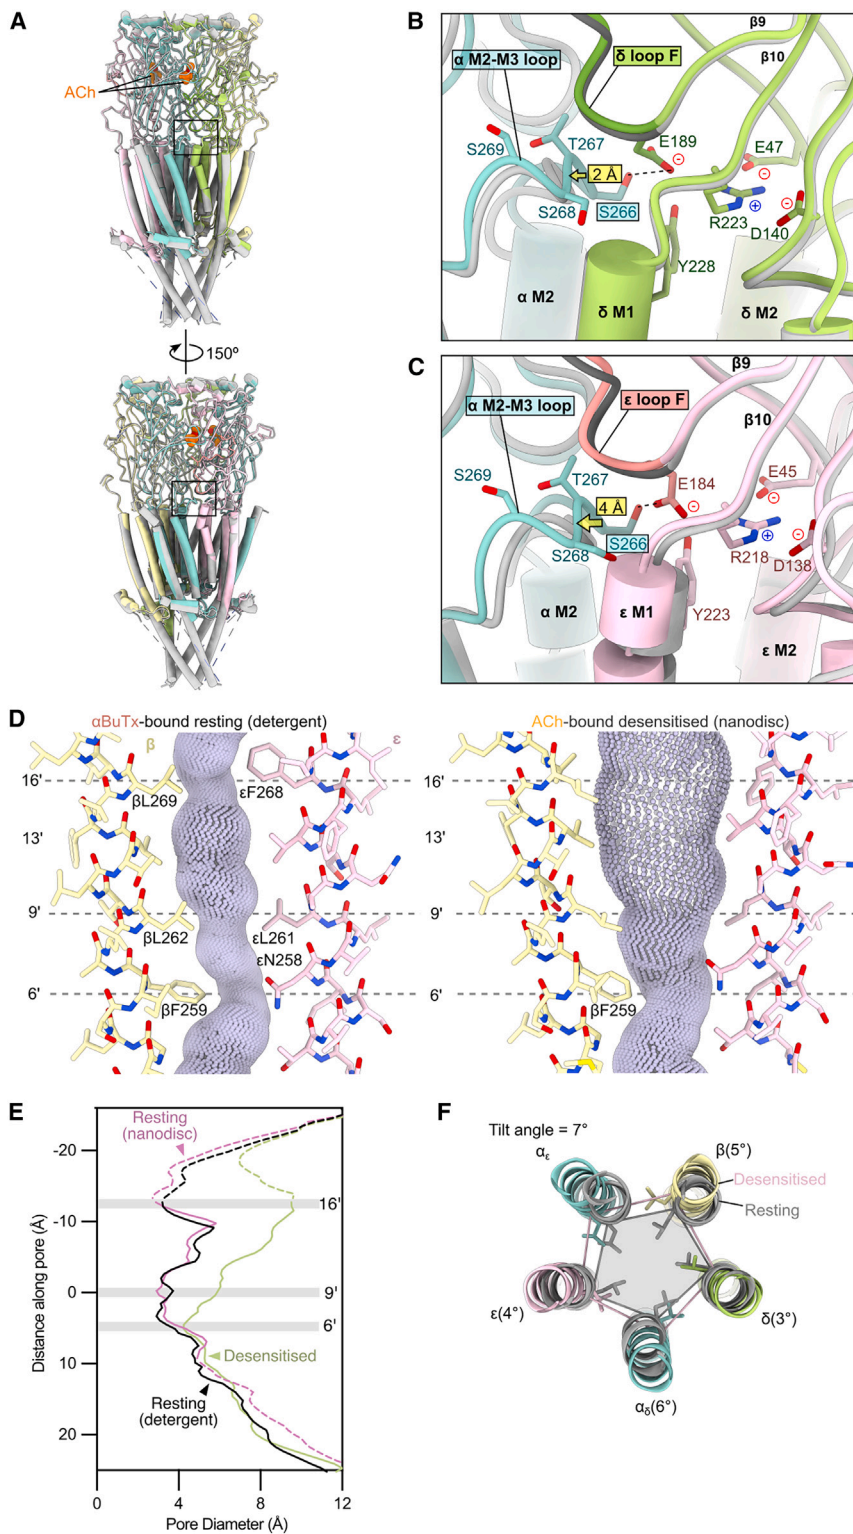 A
ACh
150º
B
α M2-M3 loop
δ loop F
β9
β10
T267
E189
E47
S269
2 Å
S268
S266
R223
D140
Y228
α M2
δ M1
δ M2
C
α M2-M3 loop
ε loop F
β9
β10
S269
T267
E184
E45
4 Å
S268
S266
R218
D138
Y223
α M2
ε M1
ε M2
D
αBuTx-bound resting (detergent)
ACh-bound desensitised (nanodisc)
β
ε
16'
βL269
εF268
16'
13'
13'
9'
βL262
εL261
9'
εN258
6'
βF259
6'
βF259
E
Resting
(nanodisc)
-20
16'
-10
0
9'
6'
Desensitised
10
Resting
(detergent)
20
Distance along pore (Å)
0
4
8
12
Pore Diameter (Å)
F
Tilt angle = 7°
αε
β(5°)
Desensitised
Resting
ε(4°)
δ(3°)
αδ(6°)